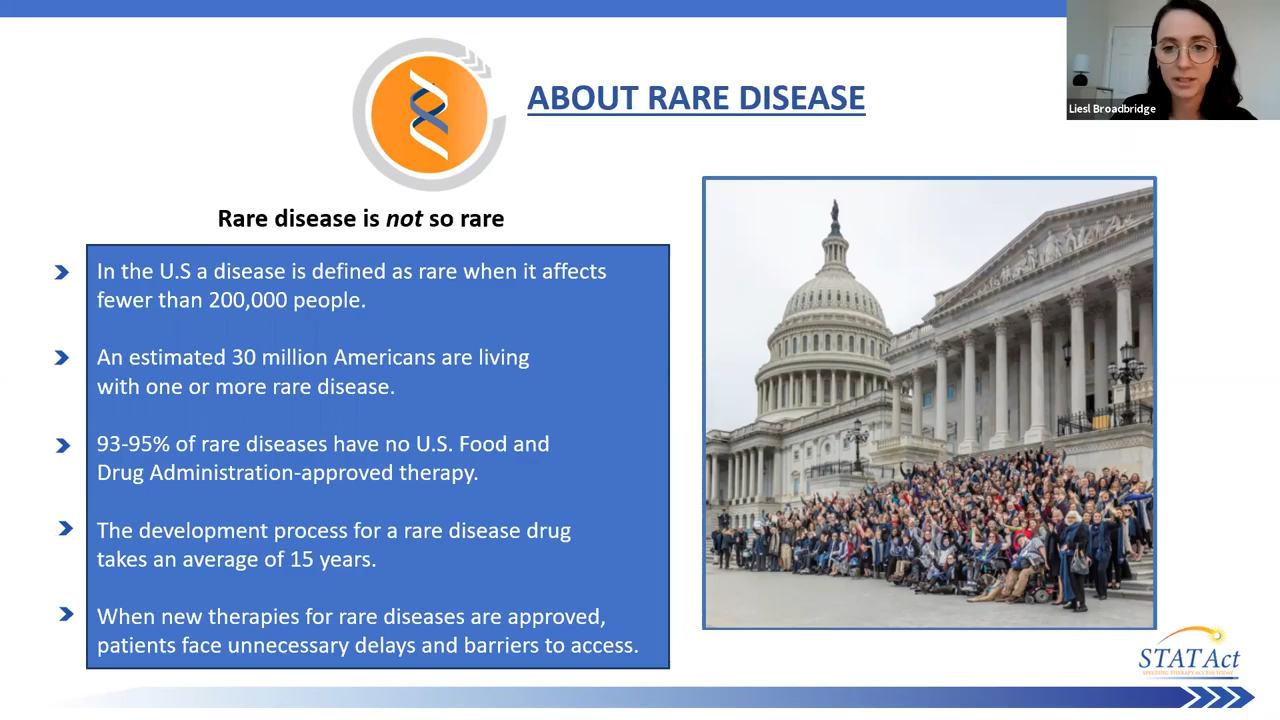 Liesl Broadbridge
ABOUT RARE DISEASE
Rare disease is not so rare
In the U.S a disease is defined as rare when it affects
fewer than 200,000 people.
An estimated 30 million Americans are living
with one or more rare disease.
93-95% of rare diseases have no U.S. Food and
Drug Administration-approved therapy.
The development process for a rare disease drug
takes an average of 15 years.
When new therapies for rare diseases are approved,
patients face unnecessary delays and barriers to access.
STAT Act
SPEEDING THERAPY ACCESS TODAY